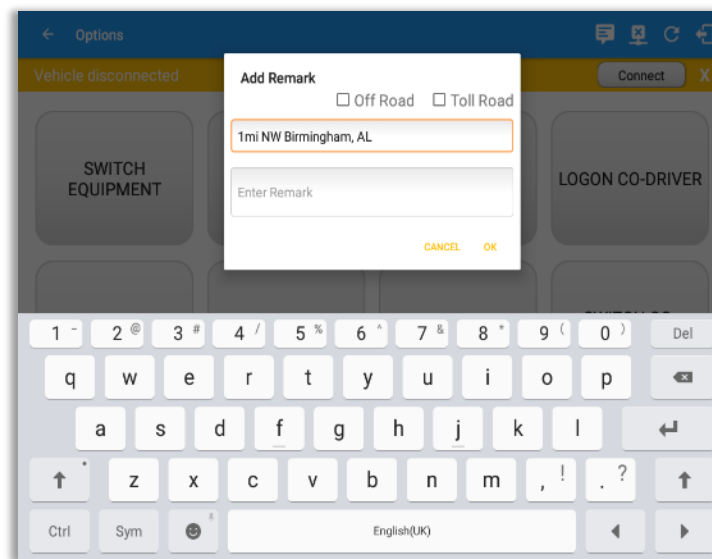 Options
Vehicle disconnected
Connect X
Add Remark
Off Road Toll Road
1mi NW Birmingham, AL
Enter Remark
CANCEL OK
SWITCH
EQUIPMENT
LOGON CO-DRIVER
1 - 2 @ 3 # 4 / 5 % 6 ^ 7 & 8 * 9 ( 0 ) Del
q w e r t y u i o p
a s d f g h j k l
z x c v b n m , ! . ?
Ctrl Sym English(UK)